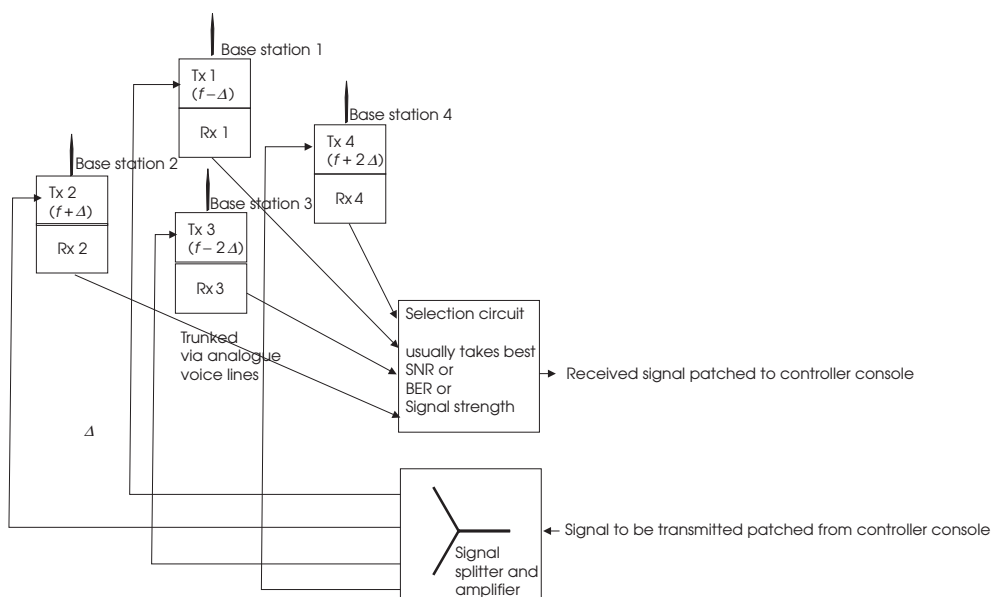 Base station 1
Tx 1
(f – Δ)
Rx 1
Base station 4
Tx 4
(f + 2 Δ)
Rx 4
Base station 2
Tx 2
(f + Δ)
Rx 2
Base station 3
Tx 3
(f – 2 Δ)
Rx 3
Trunked
via analogue
voice lines
Selection circuit
usually takes best
SNR or
BER or
Signal strength
Received signal patched to controller console
Δ
Signal to be transmitted patched from controller console
Signal
splitter and
amplifier